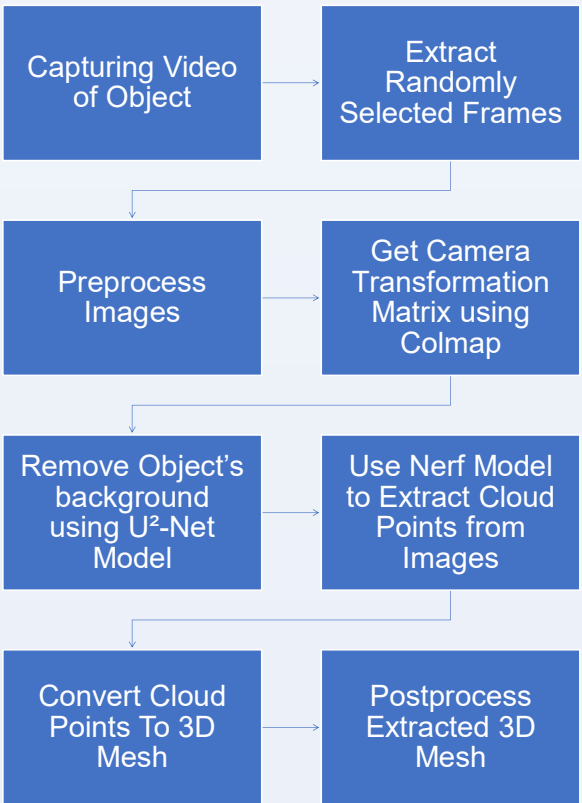 Capturing Video
of Object
Extract
Randomly
Selected Frames
Preprocess
Images
Get Camera
Transformation
Matrix using
Colmap
Remove Object’s
background
using U²-Net
Model
Use Nerf Model
to Extract Cloud
Points from
Images
Convert Cloud
Points To 3D
Mesh
Postprocess
Extracted 3D
Mesh